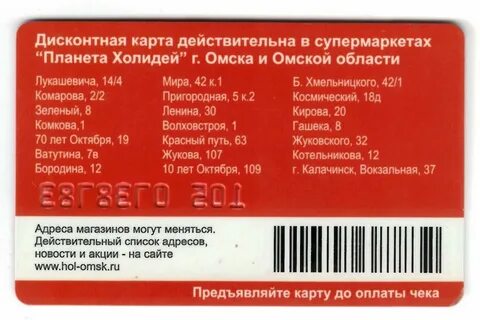 Дисконтная карта действительна в супермаркетах
“Планета Холидей” г. Омска и Омской области
Лукашевича, 14/4
Комарова, 2/2
Зеленый, 8
Комкова,1
70 лет Октября, 19
Ватутина, 7в
Бородина, 12
Мира, 42 к.1
Пригородная, 5 к.2
Ленина, 30
Волховстроя, 1
Красный путь, 63
Жукова, 107
10 лет Октября, 109
Б. Хмельницкого, 42/1
Космический, 18д
Кирова, 20
Гашека, 8
Жуковского, 32
Котельникова, 12
г. Калачинск, Вокзальная, 37
Адреса магазинов могут меняться.
Действительный список адресов,
новости и акции - на сайте
www.hol-omsk.ru
Предъявляйте карту до оплаты чека